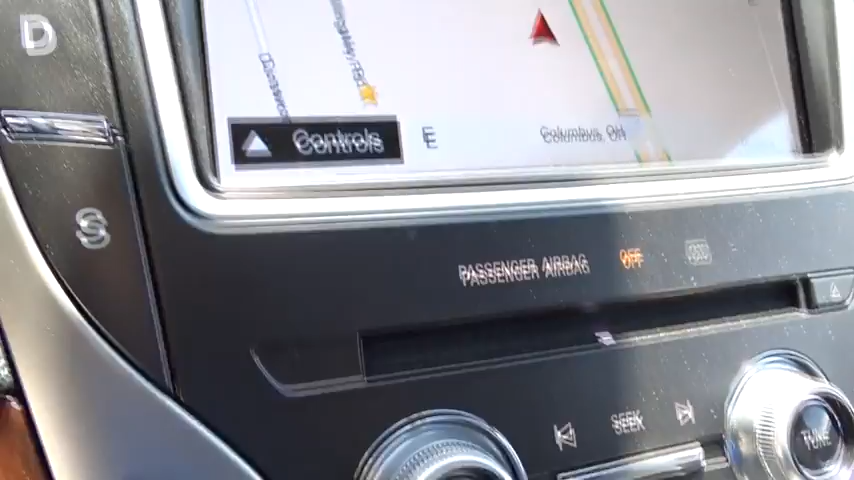 D
Controls
E
Columbus, OH
S
PASSENGER AIRBAG
OFF
SEEK
TUNE